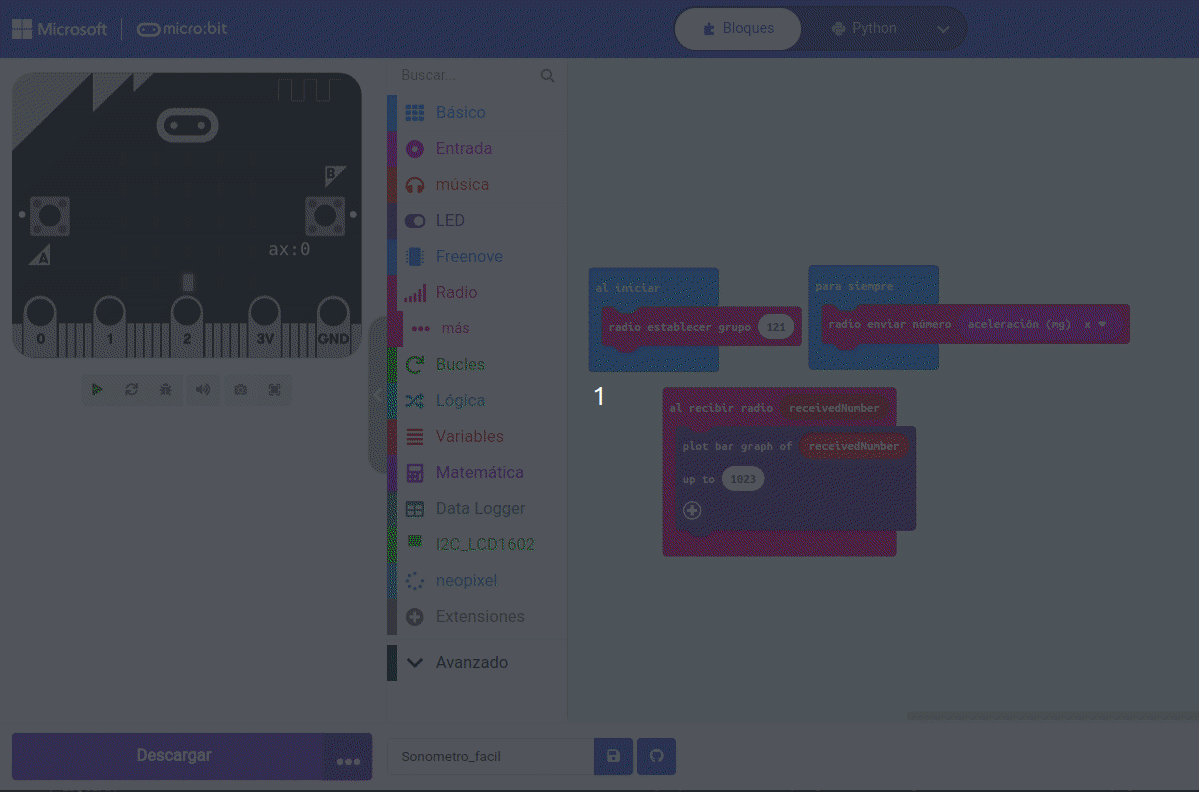 Microsoft micro:bit
Bloques
Python
B
ax:0
A
0 1 2 3V GND
Buscar...
Básico
Entrada
música
LED
Freenove
Radio
más
Bucles
Lógica
Variables
Matemática
Data Logger
I2C_LCD1602
neopixel
Extensiones
Avanzado
al iniciar
radio establecer grupo 121
para siempre
radio enviar número aceleración (mg) x
1
al recibir radio receivedNumber
plot bar graph of receivedNumber
up to 1023
Descargar
Sonometro_facil